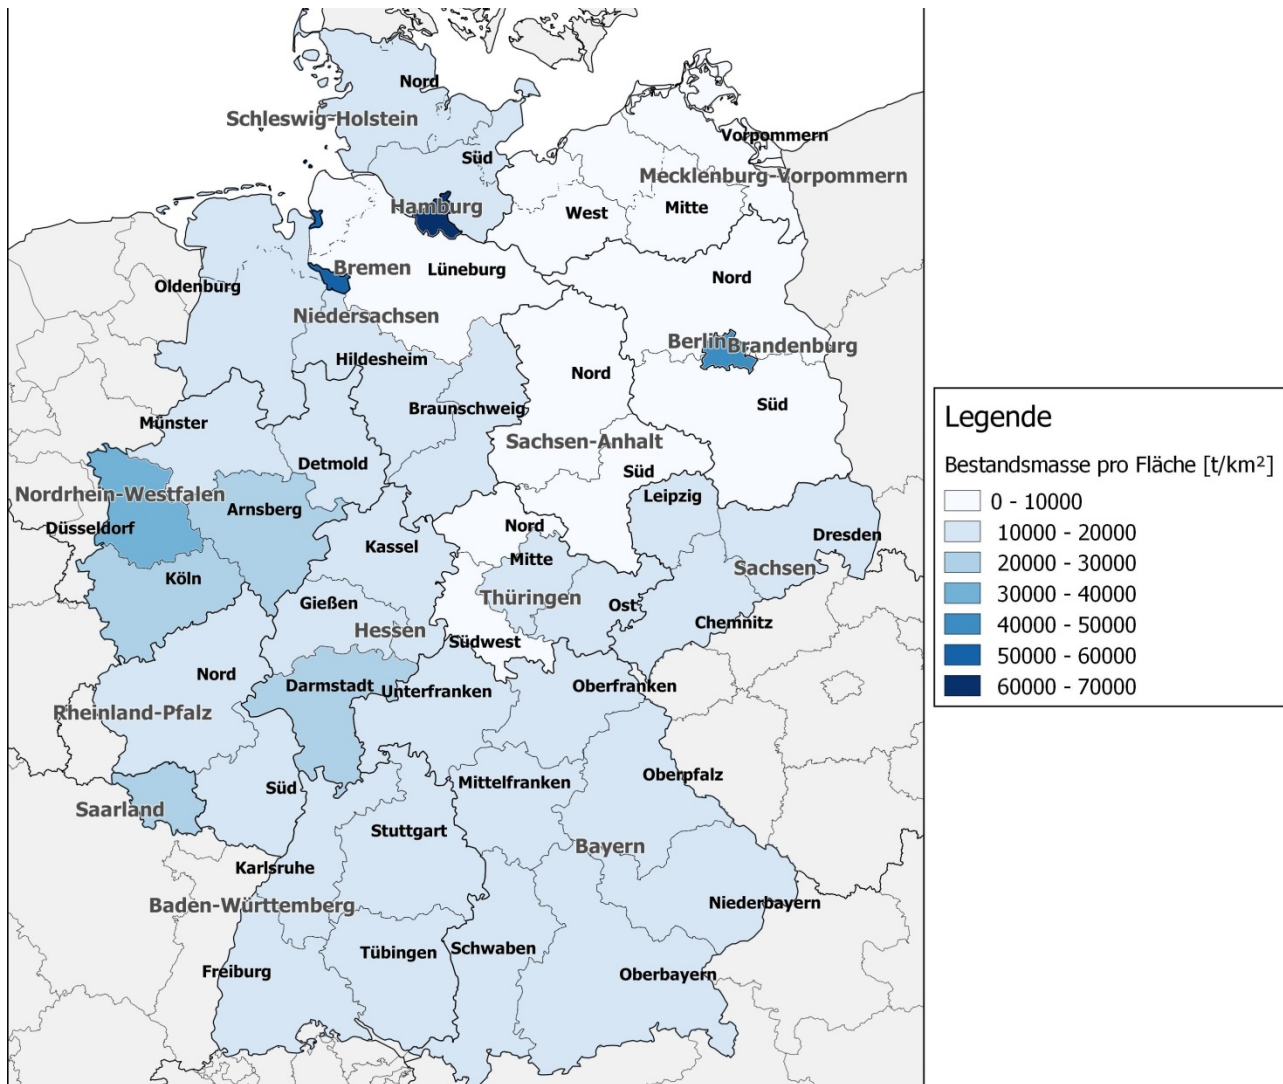 Nord
Schleswig-Holstein
Süd
Vorpommern
Mecklenburg-Vorpommern
Hamburg
West
Mitte
Bremen
Lüneburg
Oldenburg
Nord
Niedersachsen
Hildesheim
Berlin
Brandenburg
Nord
Süd
Braunschweig
Münster
Sachsen-Anhalt
Detmold
Süd
Nordrhein-Westfalen
Leipzig
Arnsberg
Düsseldorf
Nord
Dresden
Kassel
Mitte
Sachsen
Köln
Gießen
Thüringen
Ost
Hessen
Chemnitz
Südwest
Nord
Darmstadt
Unterfranken
Oberfranken
Rheinland-Pfalz
Mittelfranken
Oberpfalz
Süd
Saarland
Stuttgart
Bayern
Karlsruhe
Baden-Württemberg
Niederbayern
Tübingen
Schwaben
Freiburg
Oberbayern
Legende
Bestandsmasse pro Fläche [t/km²]
0 - 10000
10000 - 20000
20000 - 30000
30000 - 40000
40000 - 50000
50000 - 60000
60000 - 70000